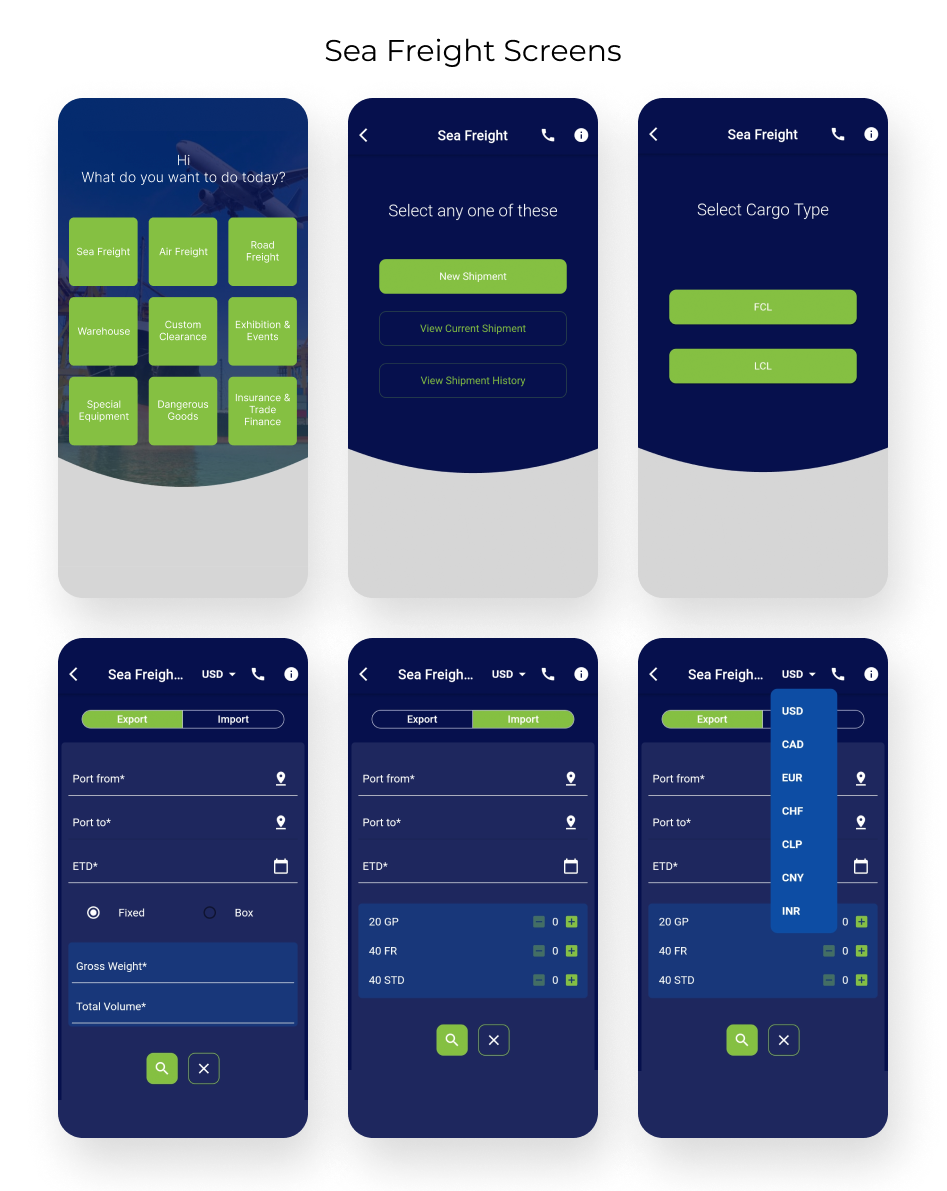 Sea Freight Screens
Hi
What do you want to do today?
Sea Freight
Air Freight
Road
Freight
Warehouse
Custom
Clearance
Exhibition &
Events
Special
Equipment
Dangerous
Goods
Insurance &
Trade
Finance
Sea Freight
Select any one of these
New Shipment
View Current Shipment
View Shipment History
Sea Freight
Select Cargo Type
FCL
LCL
Sea Freigh... USD
Export Import
Port from*
Port to*
ETD*
Fixed Box
Gross Weight*
Total Volume*
Sea Freigh... USD
Export Import
Port from*
Port to*
ETD*
20 GP 0
40 FR 0
40 STD 0
Sea Freigh... USD
Export
USD
CAD
EUR
CHF
CLP
CNY
INR
Port from*
Port to*
ETD*
20 GP 0
40 FR 0
40 STD 0